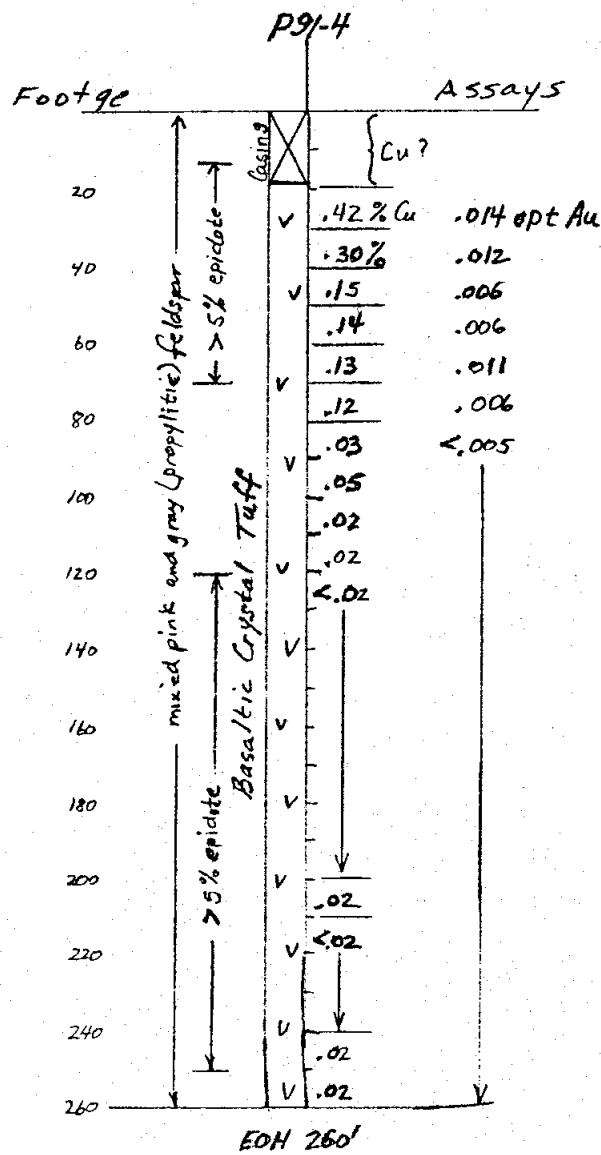 P91-4
Footge Assays
Casing
Cu?
20
.42% Cu .014 opt Au
.30% .012
40
.15 .006
.14 .006
60
.13 .011
.12 .006
80
.03 <.005
.05
100
.02
.02
120
<.02
140
160
180
200
.02
<.02
220
240
.02
.02
260
>5% epidote
>5% epidote
mixed pink and gray (propylitic) feldspar
Basaltic Crystal Tuff
EOH 260'